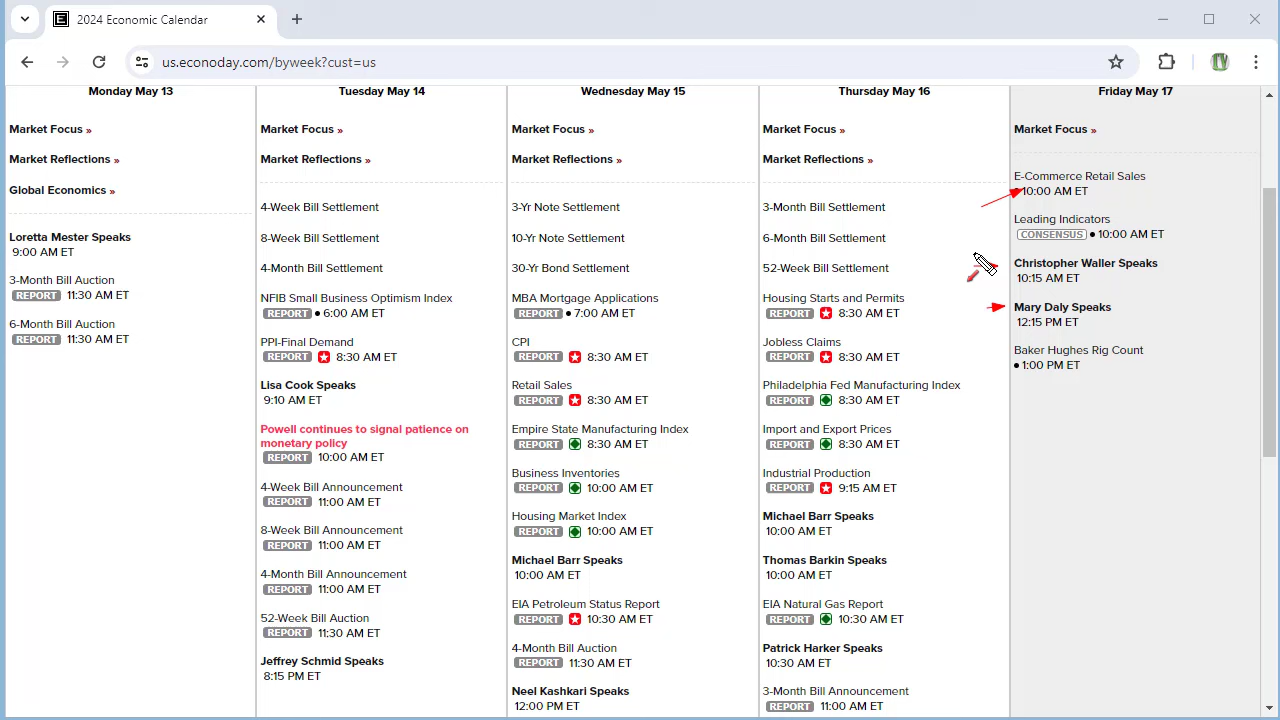 2024 Economic Calendar
us.econoday.com/byweek?cust=us
Monday May 13
Market Focus »
Market Reflections »
Global Economics »
Loretta Mester Speaks
9:00 AM ET
3-Month Bill Auction
REPORT 11:30 AM ET
6-Month Bill Auction
REPORT 11:30 AM ET
Tuesday May 14
Market Focus »
Market Reflections »
4-Week Bill Settlement
8-Week Bill Settlement
4-Month Bill Settlement
NFIB Small Business Optimism Index
REPORT 6:00 AM ET
PPI-Final Demand
REPORT 8:30 AM ET
Lisa Cook Speaks
9:10 AM ET
Powell continues to signal patience on
monetary policy
REPORT 10:00 AM ET
4-Week Bill Announcement
REPORT 11:00 AM ET
8-Week Bill Announcement
REPORT 11:00 AM ET
4-Month Bill Announcement
REPORT 11:00 AM ET
52-Week Bill Auction
REPORT 11:30 AM ET
Jeffrey Schmid Speaks
8:15 PM ET
Wednesday May 15
Market Focus »
Market Reflections »
3-Yr Note Settlement
10-Yr Note Settlement
30-Yr Bond Settlement
MBA Mortgage Applications
REPORT 7:00 AM ET
CPI
REPORT 8:30 AM ET
Retail Sales
REPORT 8:30 AM ET
Empire State Manufacturing Index
REPORT 8:30 AM ET
Business Inventories
REPORT 10:00 AM ET
Housing Market Index
REPORT 10:00 AM ET
Michael Barr Speaks
10:00 AM ET
EIA Petroleum Status Report
REPORT 10:30 AM ET
4-Month Bill Auction
REPORT 11:30 AM ET
Neel Kashkari Speaks
12:00 PM ET
Thursday May 16
Market Focus »
Market Reflections »
3-Month Bill Settlement
6-Month Bill Settlement
52-Week Bill Settlement
Housing Starts and Permits
REPORT 8:30 AM ET
Jobless Claims
REPORT 8:30 AM ET
Philadelphia Fed Manufacturing Index
REPORT 8:30 AM ET
Import and Export Prices
REPORT 8:30 AM ET
Industrial Production
REPORT 9:15 AM ET
Michael Barr Speaks
10:00 AM ET
Thomas Barkin Speaks
10:00 AM ET
EIA Natural Gas Report
REPORT 10:30 AM ET
Patrick Harker Speaks
10:30 AM ET
3-Month Bill Announcement
REPORT 11:00 AM ET
Friday May 17
Market Focus »
E-Commerce Retail Sales
10:00 AM ET
Leading Indicators
CONSENSUS 10:00 AM ET
Christopher Waller Speaks
10:15 AM ET
Mary Daly Speaks
12:15 PM ET
Baker Hughes Rig Count
1:00 PM ET